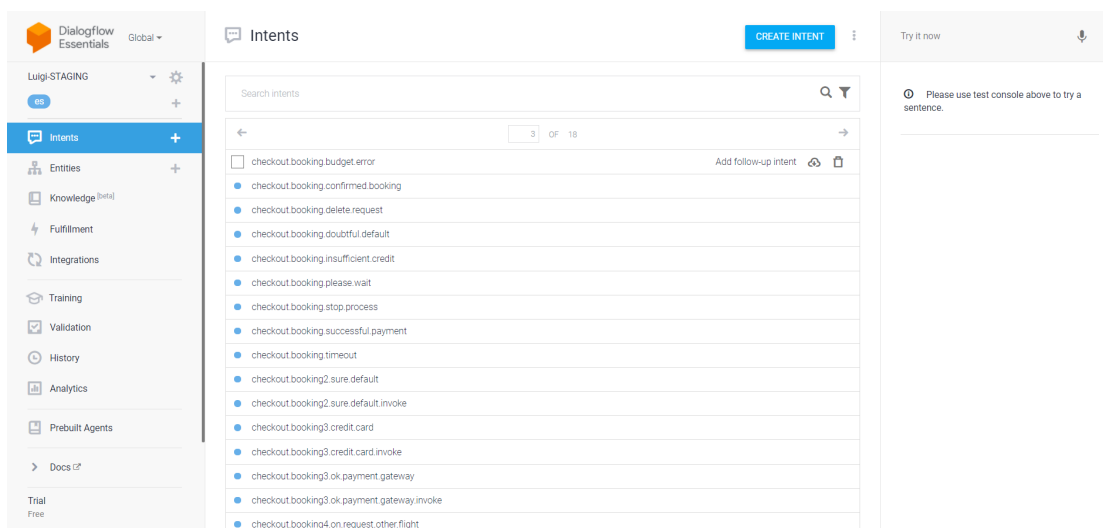 Dialogflow
Essentials
Global
Intents
CREATE INTENT
Try it now
Luigi-STAGING
es
Search intents
Please use test console above to try a
sentence.
Intents
3 OF 18
Entities
checkout.booking.budget.error
Add follow-up intent
checkout.booking.confirmed.booking
Knowledge [beta]
checkout.booking.delete.request
Fulfillment
checkout.booking.doubtful.default
Integrations
checkout.booking.insufficient.credit
checkout.booking.please.wait
Training
checkout.booking.stop.process
Validation
checkout.booking.successful.payment
History
checkout.booking.timeout
checkout.booking2.sure.default
Analytics
checkout.booking2.sure.default.invoke
Prebuilt Agents
checkout.booking3.credit.card
checkout.booking3.credit.card.invoke
Docs
checkout.booking3.ok.payment.gateway
Trial
checkout.booking3.ok.payment.gateway.invoke
Free
checkout.booking4.on.request.other.flight